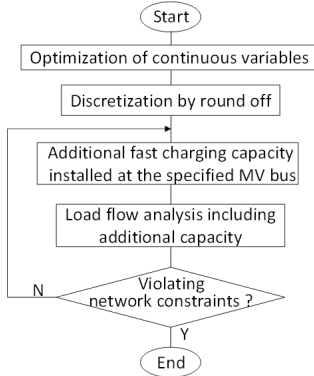 Start
Optimization of continuous variables
Discretization by round off
Additional fast charging capacity
installed at the specified MV bus
Load flow analysis including
additional capacity
Violating
network constraints ?
N
Y
End